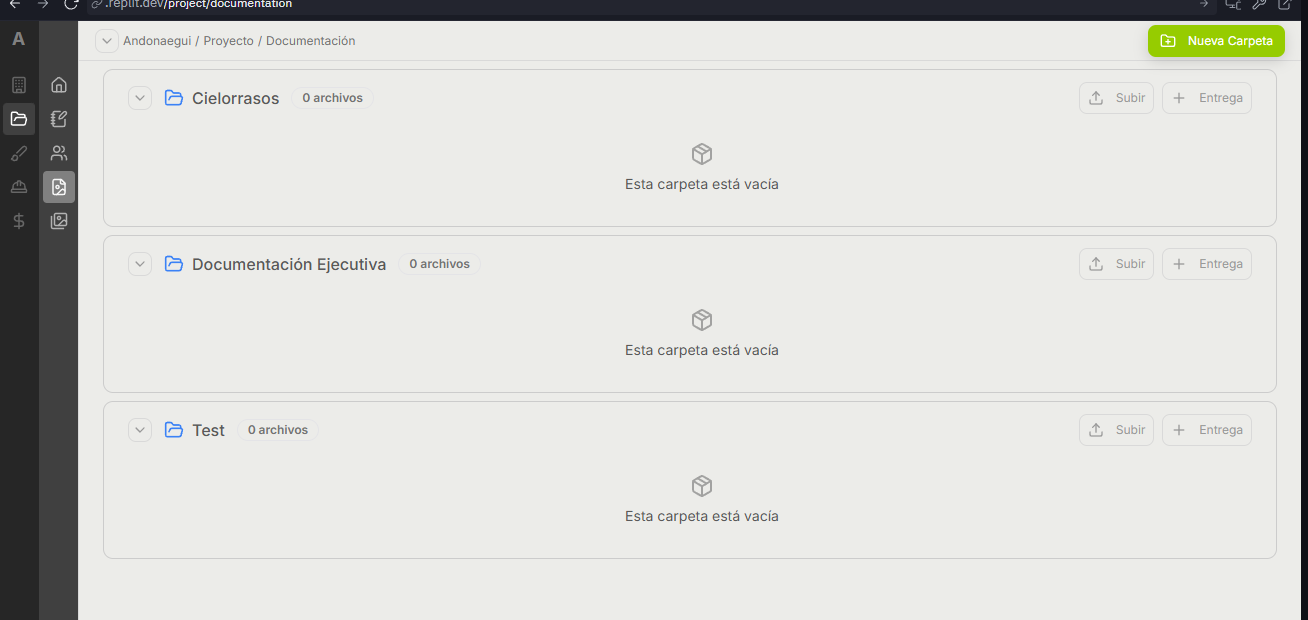 .replit.dev/project/documentation
A
Andonaegui / Proyecto / Documentación
Nueva Carpeta
Cielorrasos 0 archivos Subir Entrega
Esta carpeta está vacía
Documentación Ejecutiva 0 archivos Subir Entrega
Esta carpeta está vacía
Test 0 archivos Subir Entrega
Esta carpeta está vacía